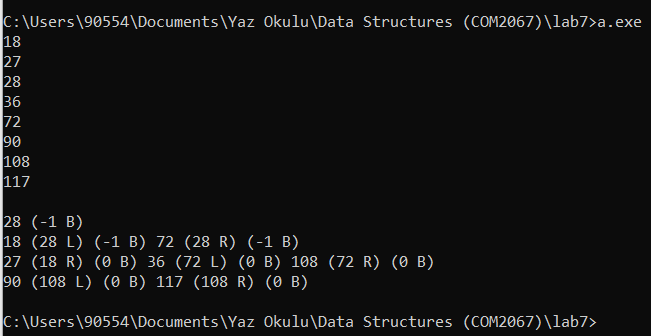 C:\Users\90554\Documents\Yaz Okulu\Data Structures (COM2067)\lab7>a.exe
18
27
28
36
72
90
108
117
28 (-1 B)
18 (28 L) (-1 B) 72 (28 R) (-1 B)
27 (18 R) (0 B) 36 (72 L) (0 B) 108 (72 R) (0 B)
90 (108 L) (0 B) 117 (108 R) (0 B)
C:\Users\90554\Documents\Yaz Okulu\Data Structures (COM2067)\lab7>